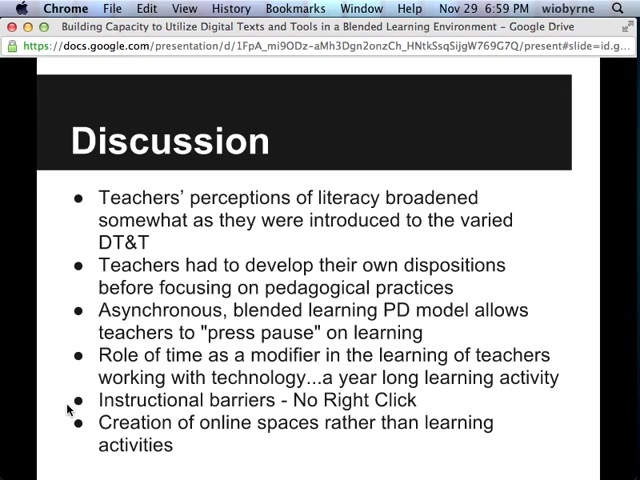 Chrome File Edit View History Bookmarks Window Help Nov 29 6:59 PM wiobyrne
Building Capacity to Utilize Digital Texts and Tools in a Blended Learning Environment - Google Drive
https://docs.google.com/presentation/d/1FpA_mi9ODz-aMh3Dgn2onzCh_HNtkSsqSijgW769G7Q/present#slide=id.g...
Discussion
● Teachers' perceptions of literacy broadened
somewhat as they were introduced to the varied
DT&T
● Teachers had to develop their own dispositions
before focusing on pedagogical practices
● Asynchronous, blended learning PD model allows
teachers to "press pause" on learning
● Role of time as a modifier in the learning of teachers
working with technology...a year long learning activity
● Instructional barriers - No Right Click
● Creation of online spaces rather than learning
activities